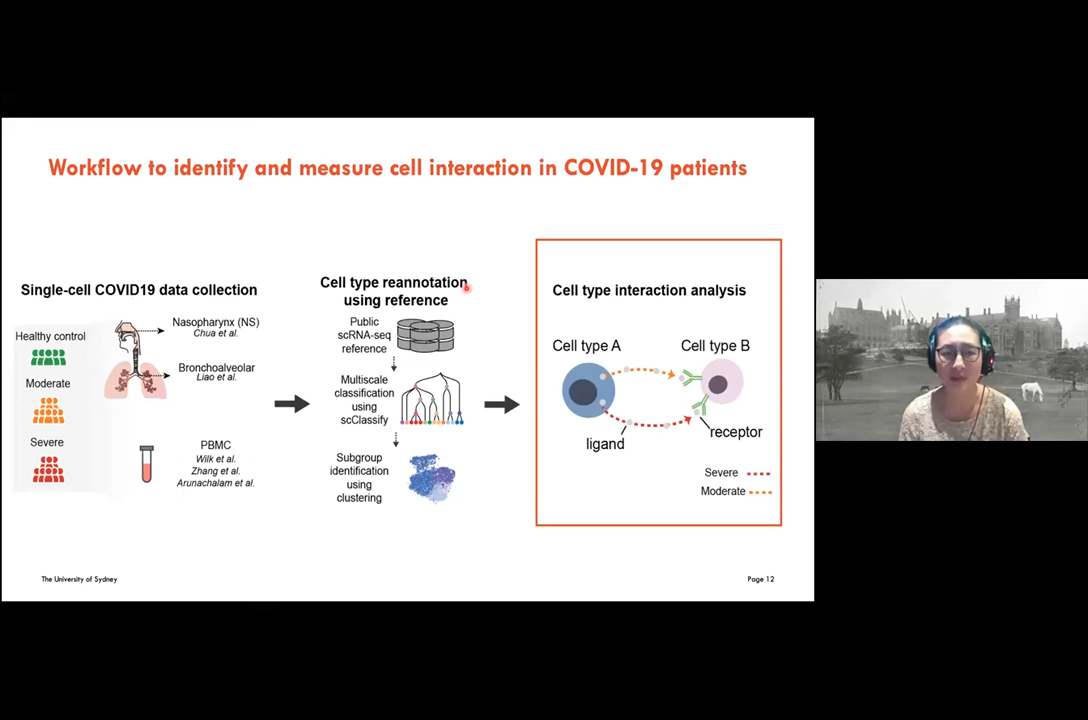 Workflow to identify and measure cell interaction in COVID-19 patients
Single-cell COVID19 data collection
Healthy control
Moderate
Severe
Nasopharynx (NS)
Chua et al.
Bronchoalveolar
Liao et al.
PBMC
Wilk et al.
Zhang et al.
Arunachalam et al.
Cell type reannotation
using reference
Public
scRNA-seq
reference
Multiscale
classification
using
scClassify
Subgroup
identification
using
clustering
Cell type interaction analysis
Cell type A
Cell type B
ligand
receptor
Severe
Moderate
The University of Sydney
Page 12